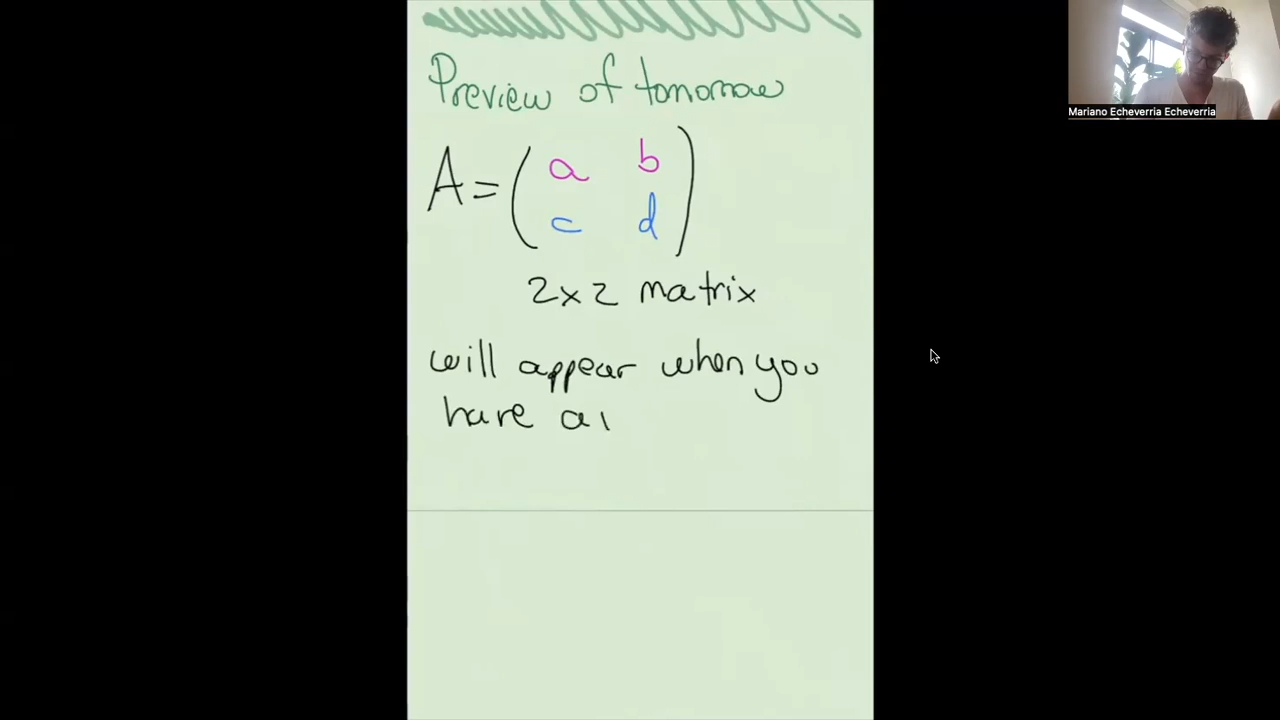 Preview of tomorrow
A = ( a b
c d )
2x2 matrix
will appear when you
have a
Mariano Echeverria Echeverria